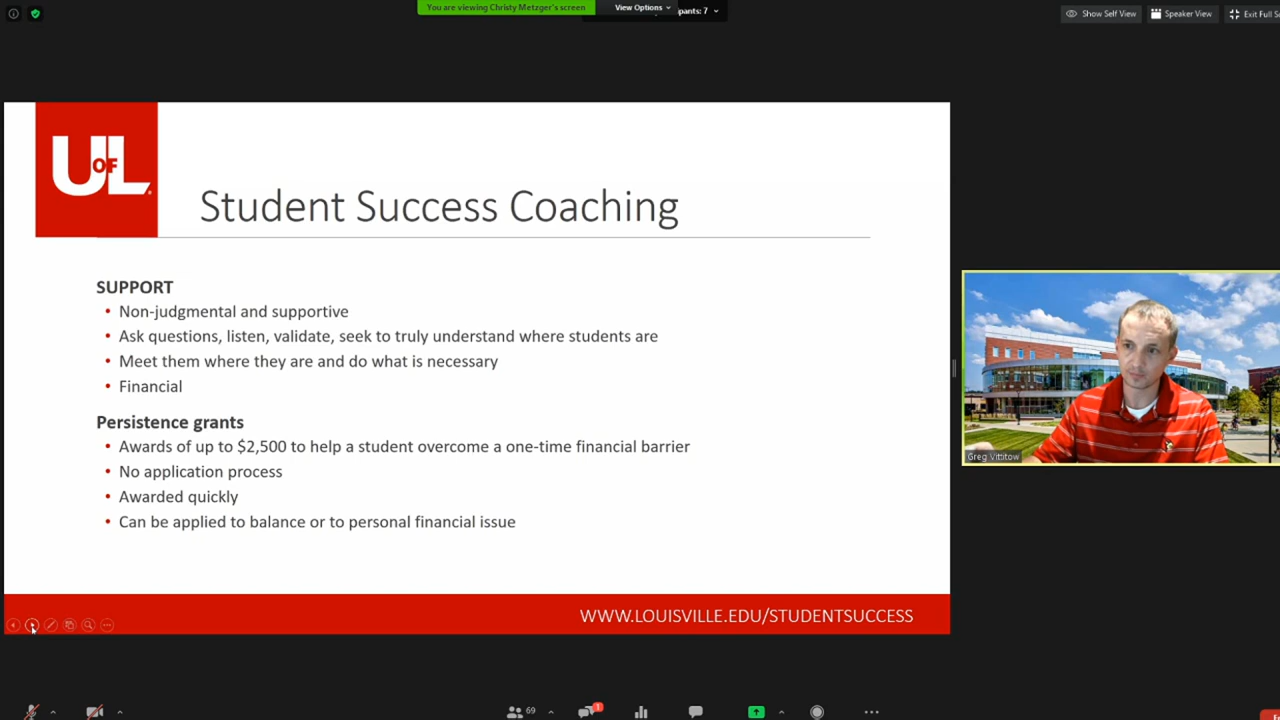 You are viewing Christy Metzger's screen
View Options
pants: 7
Show Self View
Speaker View
Exit Full S
U OF L
Student Success Coaching
SUPPORT
• Non-judgmental and supportive
• Ask questions, listen, validate, seek to truly understand where students are
• Meet them where they are and do what is necessary
• Financial
Persistence grants
• Awards of up to $2,500 to help a student overcome a one-time financial barrier
• No application process
• Awarded quickly
• Can be applied to balance or to personal financial issue
Greg Vittitow
WWW.LOUISVILLE.EDU/STUDENTSUCCESS
69
1